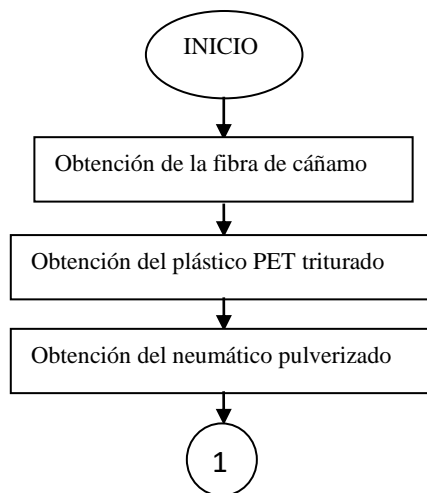 INICIO
Obtención de la fibra de cáñamo
Obtención del plástico PET triturado
Obtención del neumático pulverizado
1